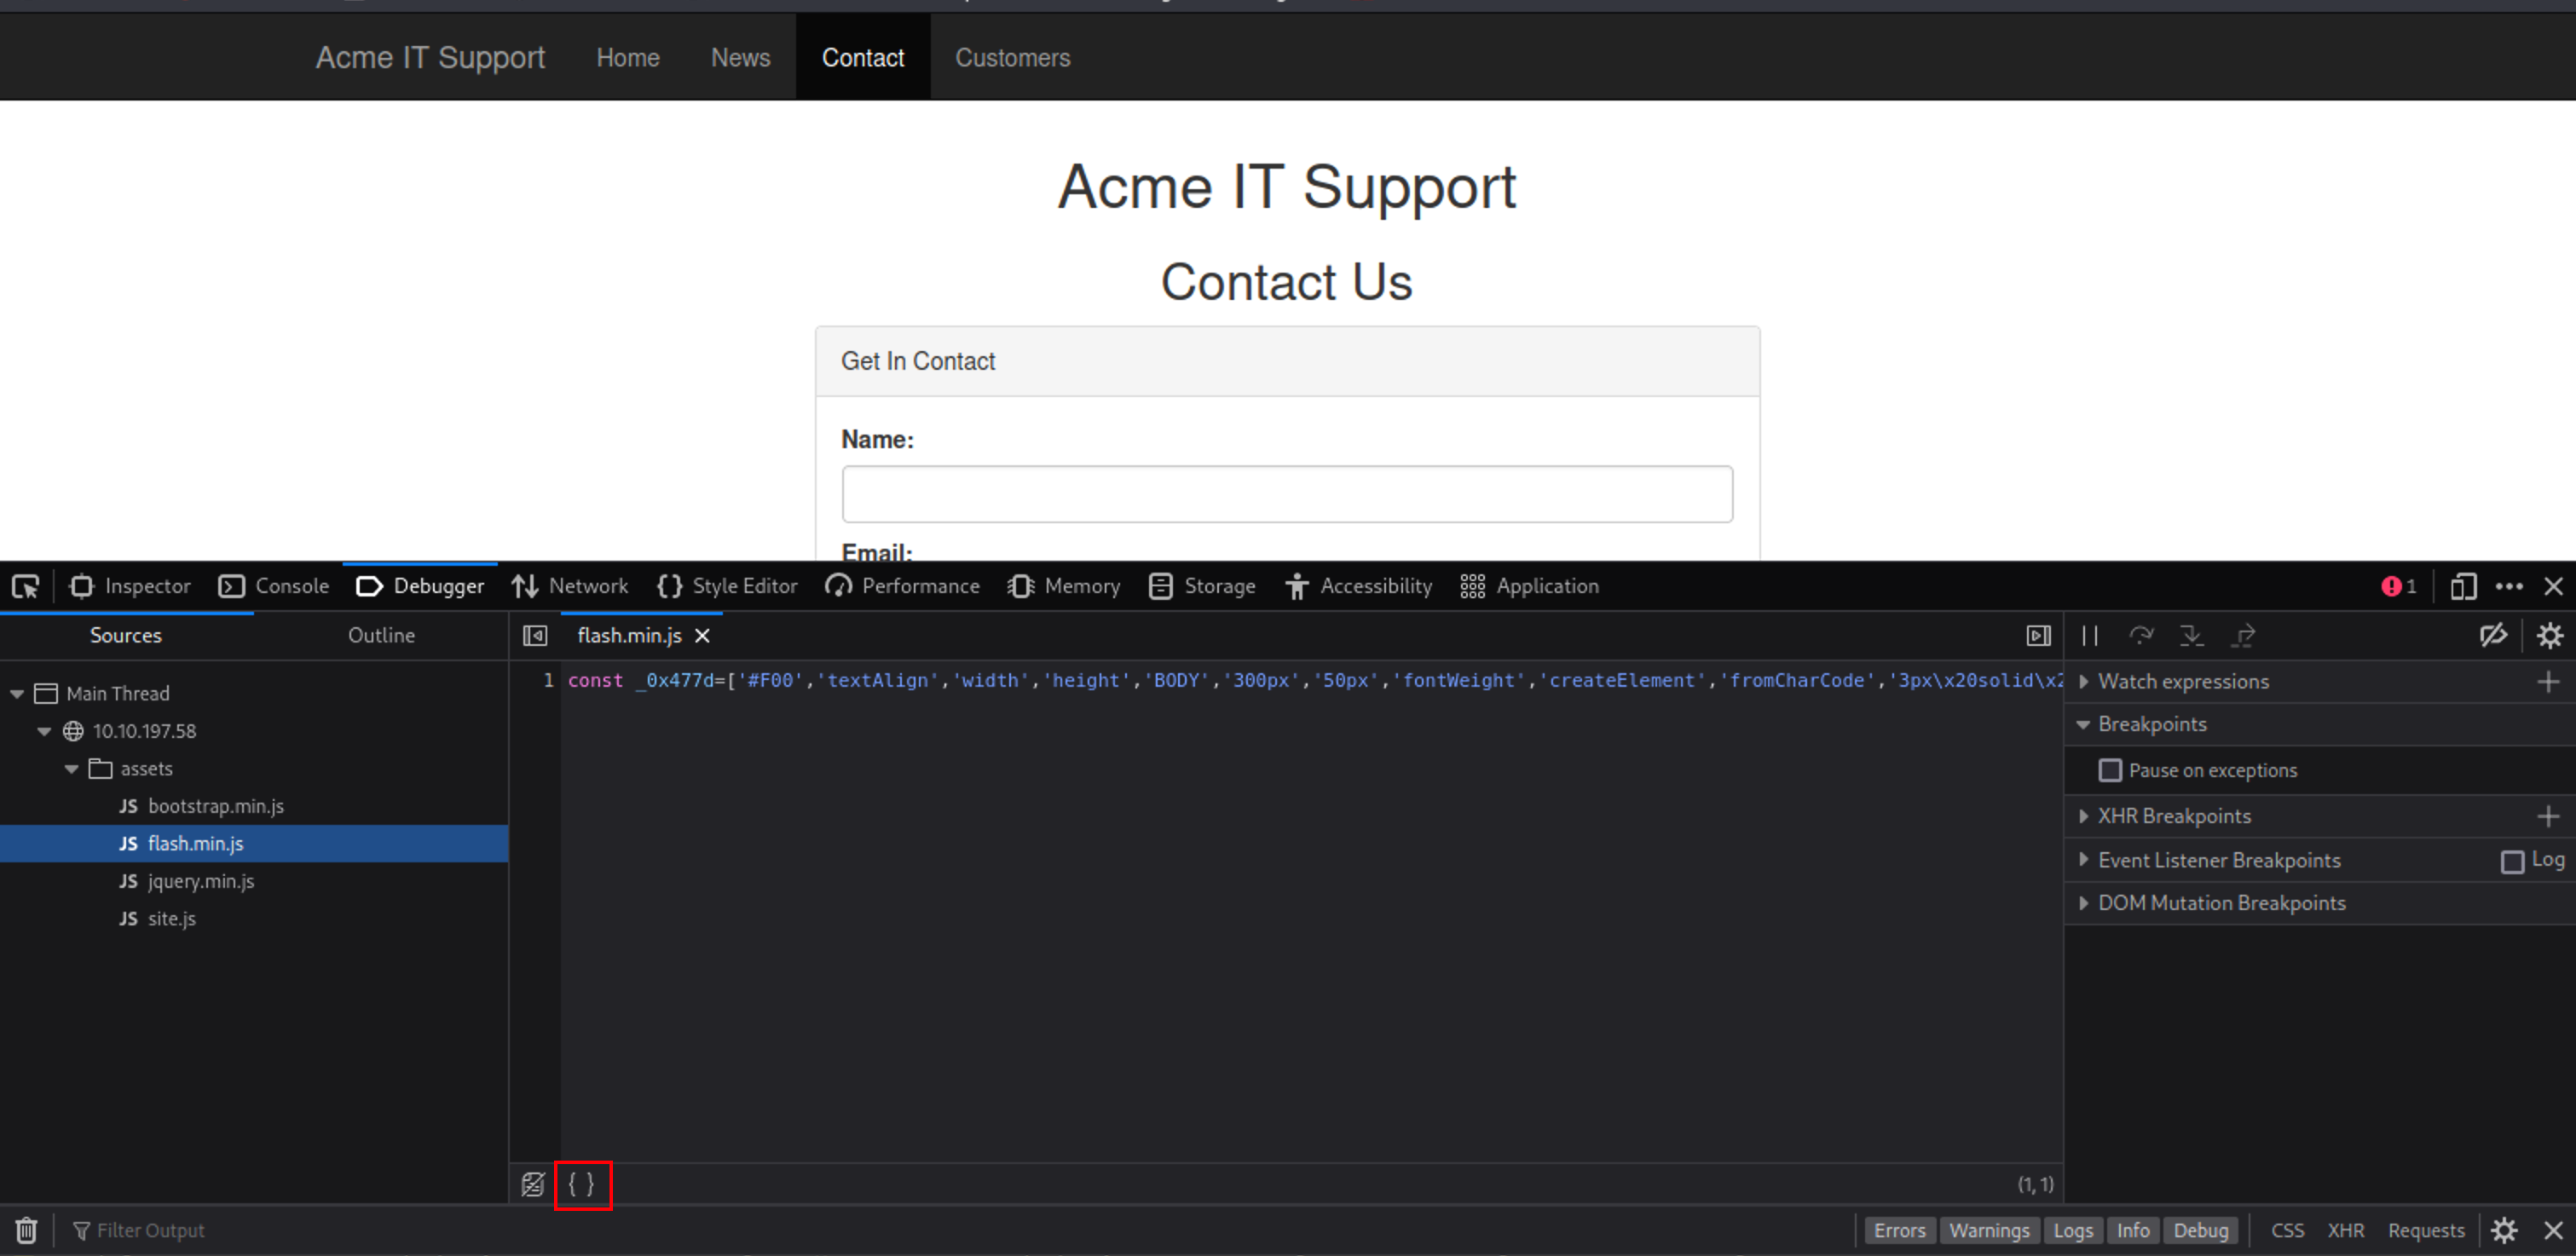 Acme IT Support Home News Contact Customers
Acme IT Support
Contact Us
Get In Contact
Name:
Email:
Inspector Console Debugger Network {} Style Editor Performance Memory Storage Accessibility Application 1
Sources Outline flash.min.js
1 const _0x477d=['#F00','textAlign','width','height','BODY','300px','50px','fontWeight','createElement','fromCharCode','3px\x20solid\x2
Main Thread
10.10.197.58
assets
JS bootstrap.min.js
JS flash.min.js
JS jquery.min.js
JS site.js
Watch expressions
Breakpoints
Pause on exceptions
XHR Breakpoints
Event Listener Breakpoints Log
DOM Mutation Breakpoints
{ } (1, 1)
Filter Output Errors Warnings Logs Info Debug CSS XHR Requests